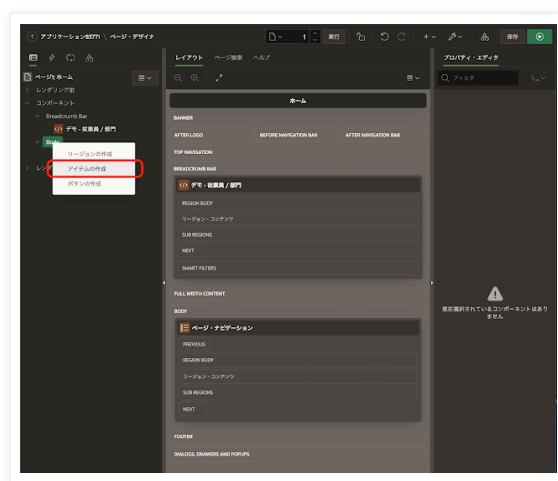 アプリケーション83771 \ ページ・デザイナ
1
実行
保存
レイアウト ページ検索 ヘルプ
プロパティ・エディタ
ページ1: ホーム
フィルタ
レンダリング前
コンポーネント
Breadcrumb Bar
デモ - 従業員 / 部門
Body
リージョンの作成
アイテムの作成
ボタンの作成
ホーム
BANNER
AFTER LOGO BEFORE NAVIGATION BAR AFTER NAVIGATION BAR
TOP NAVIGATION
BREADCRUMB BAR
デモ - 従業員 / 部門
REGION BODY
リージョン・コンテンツ
SUB REGIONS
NEXT
SMART FILTERS
FULL WIDTH CONTENT
BODY
ページ・ナビゲーション
PREVIOUS
REGION BODY
リージョン・コンテンツ
SUB REGIONS
NEXT
FOOTER
DIALOGS, DRAWERS AND POPUPS
現在選択されているコンポーネントはあり
ません